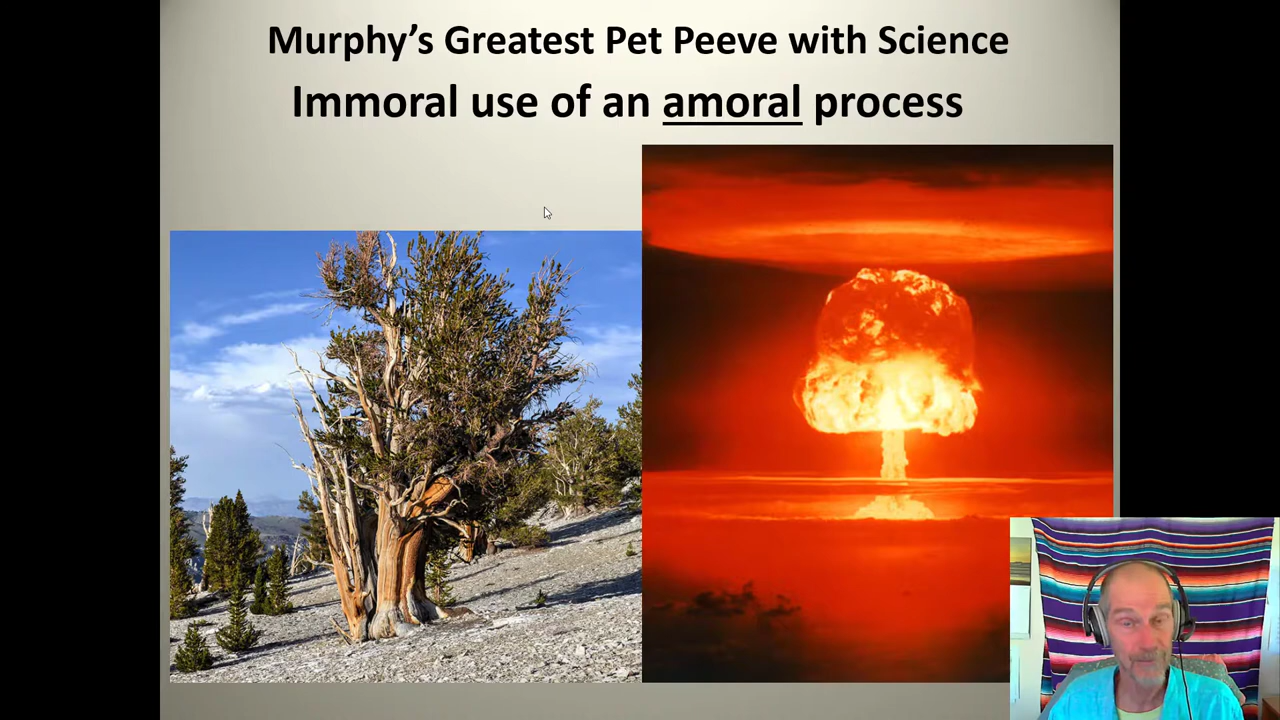 Murphy’s Greatest Pet Peeve with Science
Immoral use of an amoral process